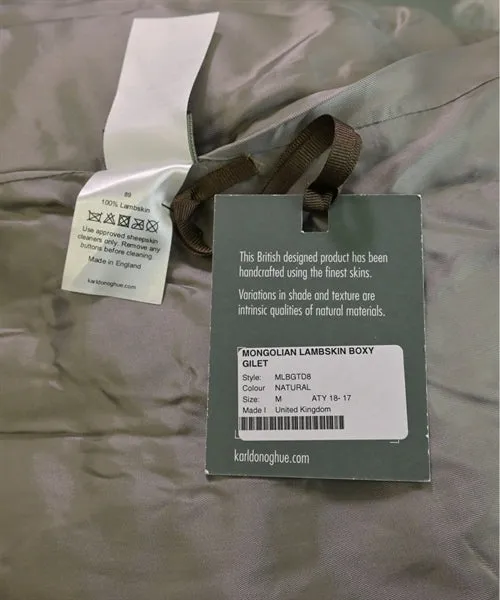 89
100% Lambskin
Use approved sheepskin
cleaners only. Remove any
buttons before cleaning.
Made in England
karldonoghue.com
This British designed product has been
handcrafted using the finest skins.
Variations in shade and texture are
intrinsic qualities of natural materials.
MONGOLIAN LAMBSKIN BOXY
GILET
Style: MLBGTD8
Colour NATURAL
Size: M ATY 18- 17
Made I United Kingdom
karldonoghue.com